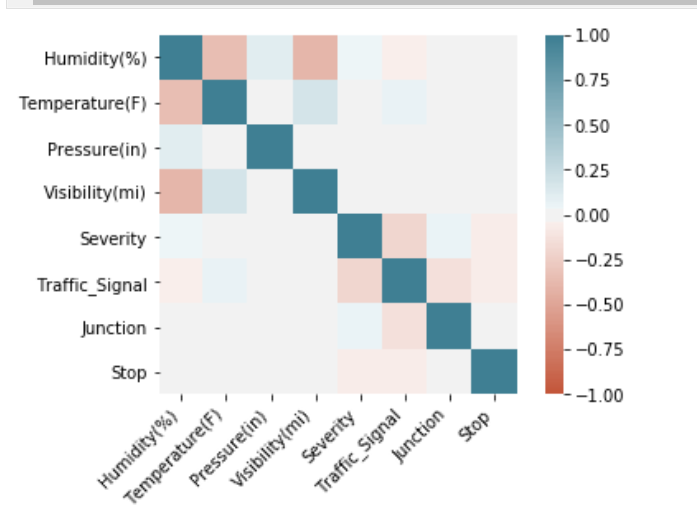 Humidity(%)
Temperature(F)
Pressure(in)
Visibility(mi)
Severity
Traffic_Signal
Junction
Stop
Humidity(%)
Temperature(F)
Pressure(in)
Visibility(mi)
Severity
Traffic_Signal
Junction
Stop
1.00
0.75
0.50
0.25
0.00
−0.25
−0.50
−0.75
−1.00